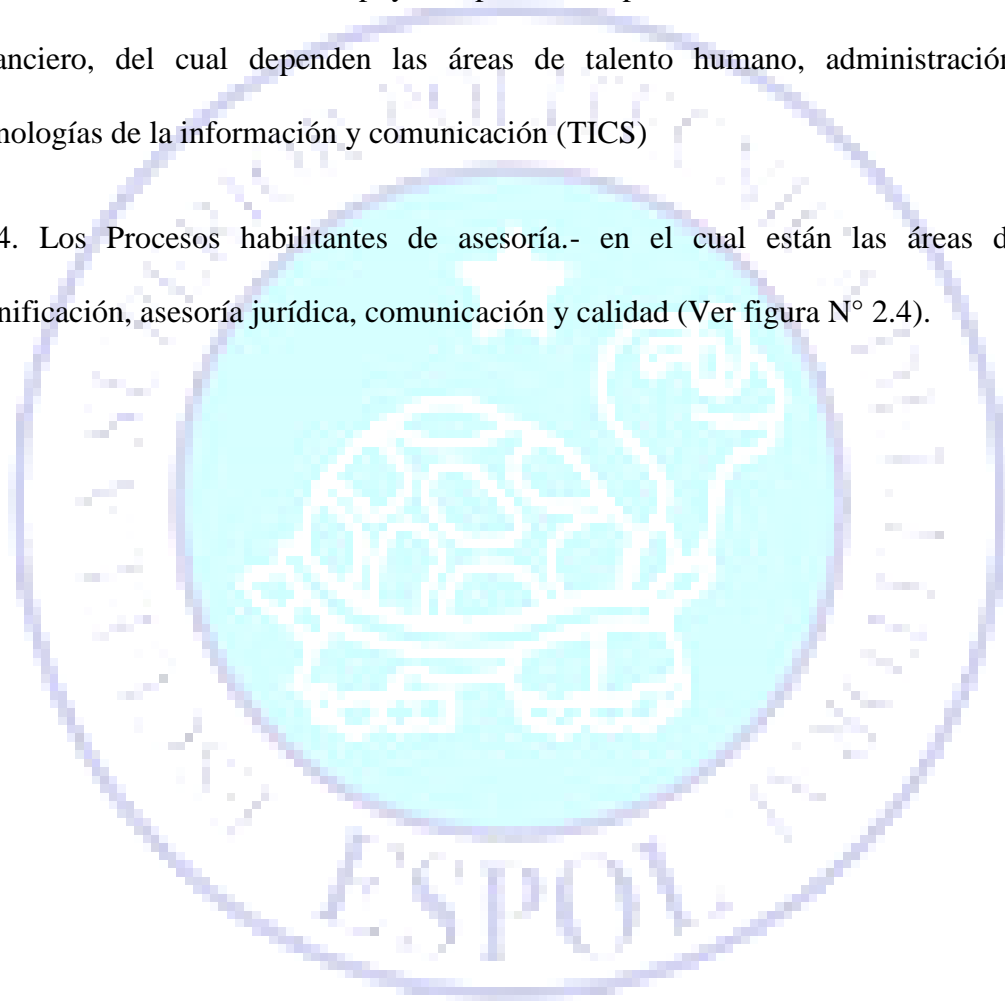 anciero, del cual dependen las áreas de talento humano, administración
nologías de la información y comunicación (TICS)
4. Los Procesos habilitantes de asesoría.- en el cual están las áreas d
nificación, asesoría jurídica, comunicación y calidad (Ver figura N° 2.4).
ESPOL